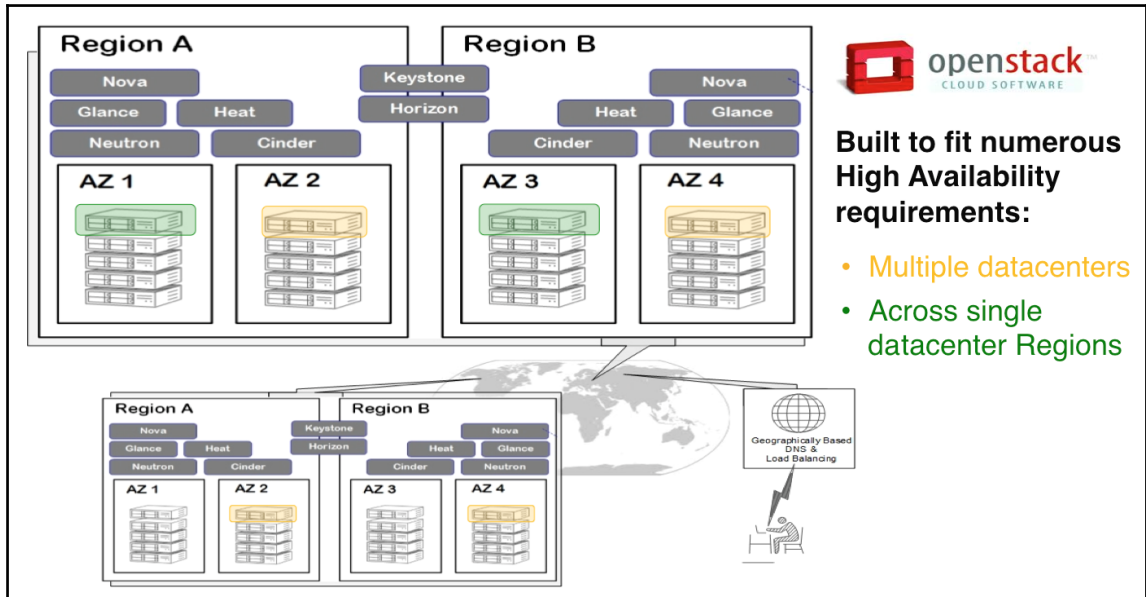 Region A
Nova
Glance
Heat
Neutron
Cinder
AZ 1
AZ 2
Keystone
Horizon
Region B
Nova
Heat
Glance
Cinder
Neutron
AZ 3
AZ 4
openstack™
CLOUD SOFTWARE
Built to fit numerous
High Availability
requirements:
• Multiple datacenters
• Across single
datacenter Regions
Region A
Nova
Glance
Heat
Neutron
Cinder
AZ 1
AZ 2
Keystone
Horizon
Region B
Nova
Heat
Glance
Cinder
Neutron
AZ 3
AZ 4
Geographically Based
DNS &
Load Balancing